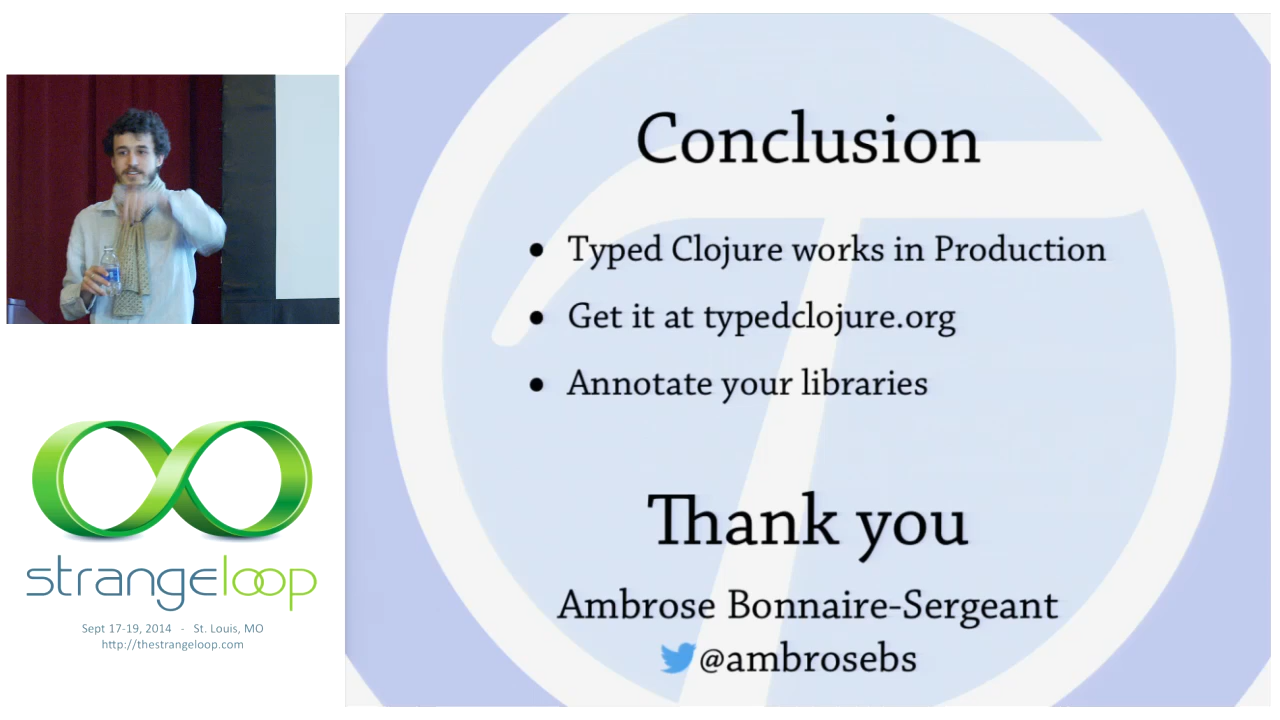 strangeloop
Sept 17-19, 2014 - St. Louis, MO
http://thestrangeloop.com
Conclusion
• Typed Clojure works in Production
• Get it at typedclojure.org
• Annotate your libraries
Thank you
Ambrose Bonnaire-Sergeant
@ambrosebs